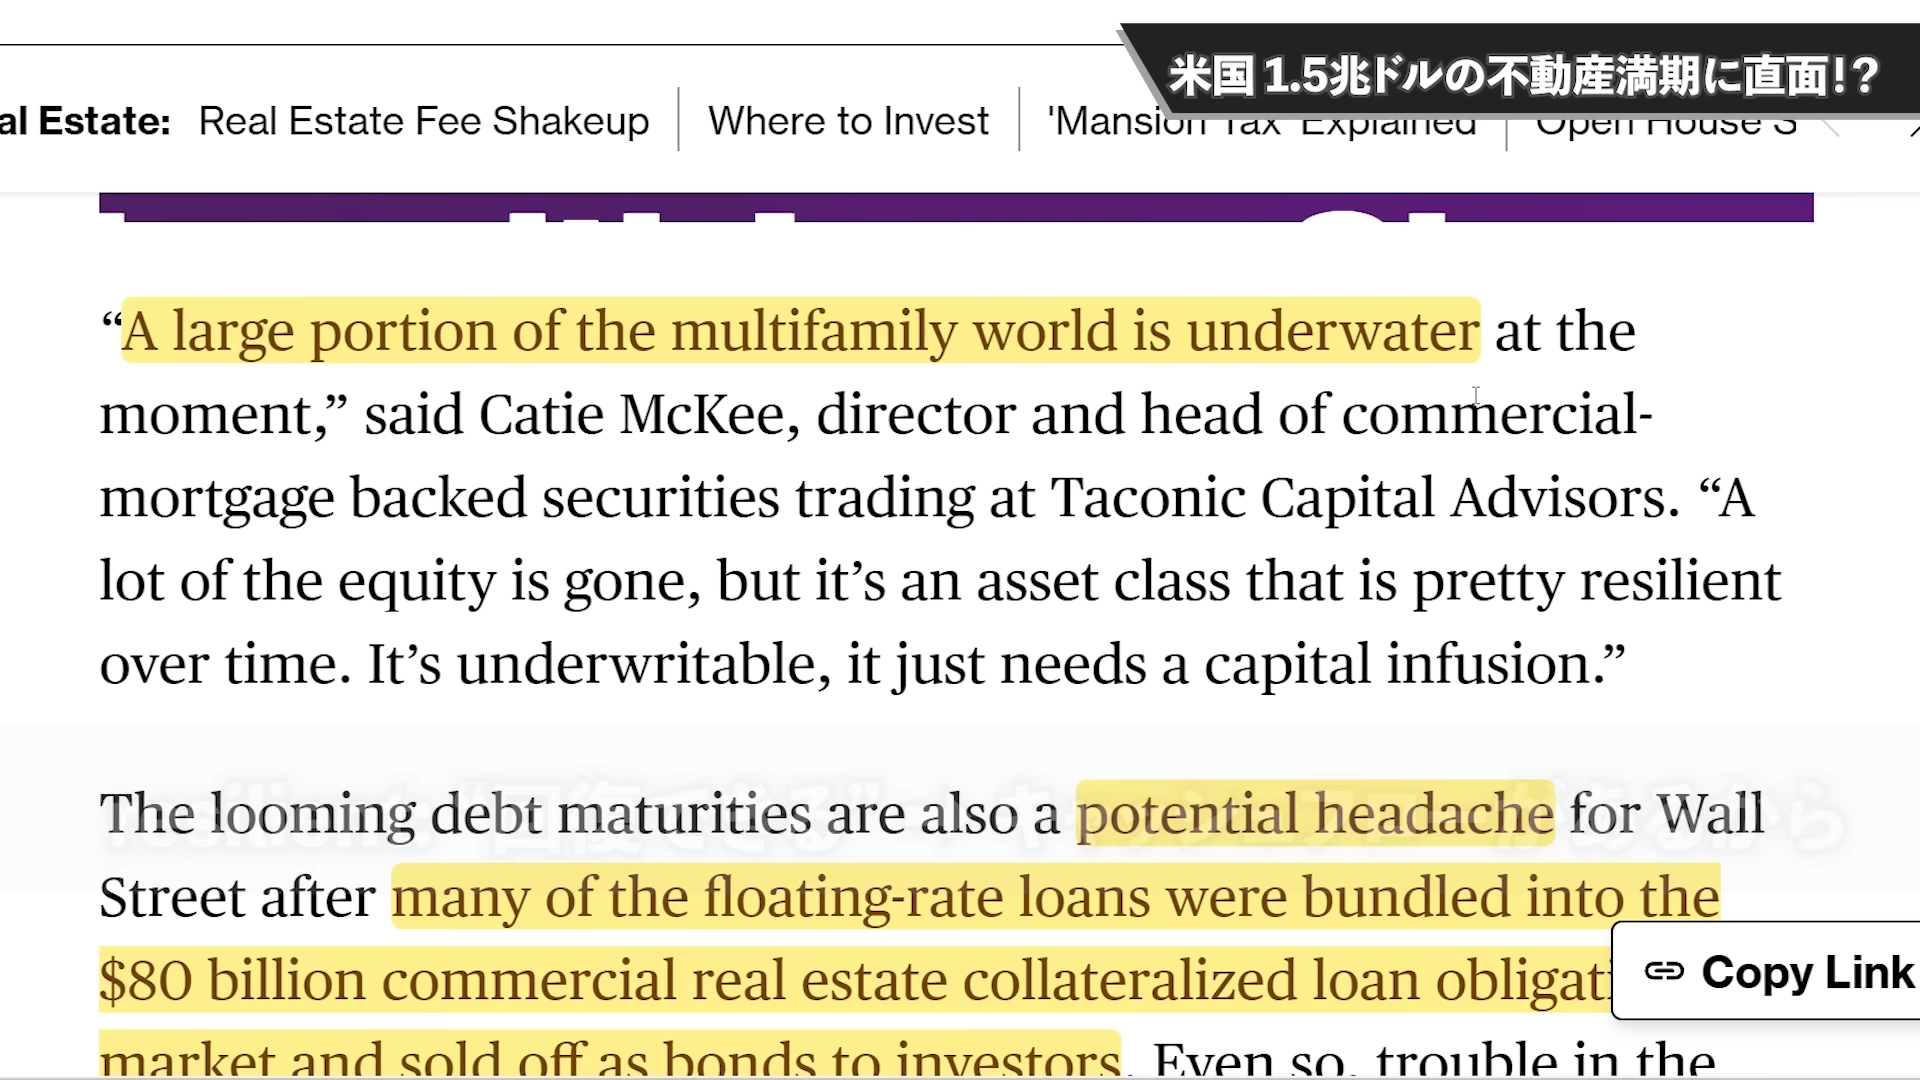 米国1.5兆ドルの不動産満期に直面!?
al Estate: Real Estate Fee Shakeup Where to Invest 'Mansion Tax' Explained Open House S
“A large portion of the multifamily world is underwater at the
moment,” said Catie McKee, director and head of commercial-
mortgage backed securities trading at Taconic Capital Advisors. “A
lot of the equity is gone, but it’s an asset class that is pretty resilient
over time. It’s underwritable, it just needs a capital infusion.”
The looming debt maturities are also a potential headache for Wall
Street after many of the floating-rate loans were bundled into the
$80 billion commercial real estate collateralized loan obligati
Copy Link
market and sold off as bonds to investors. Even so, trouble in the